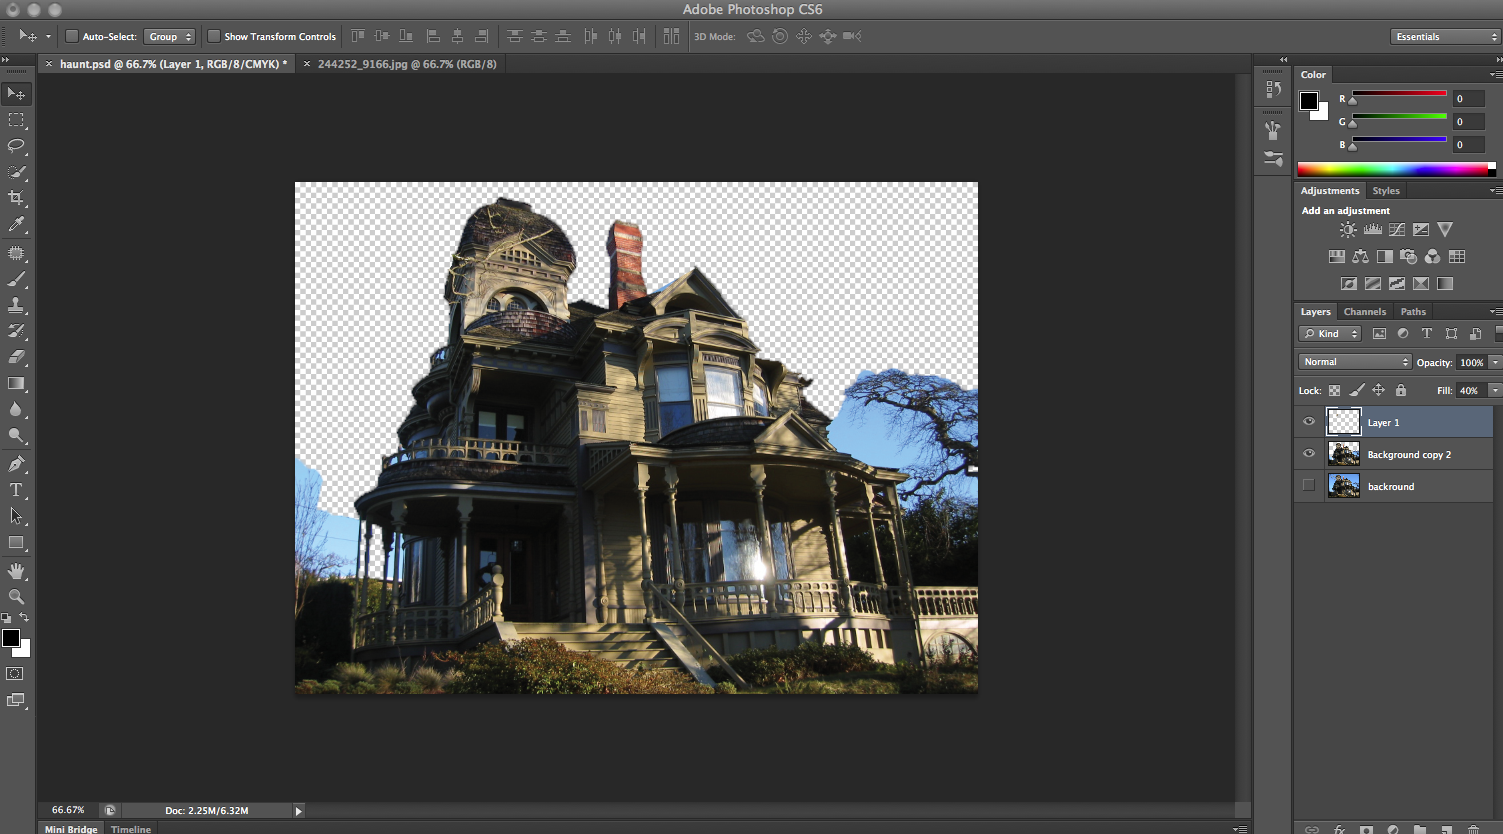 Adobe Photoshop CS6
Auto-Select: Group Show Transform Controls 3D Mode: Essentials
× haunt.psd @ 66.7% (Layer 1, RGB/8/CMYK) * × 244252_9166.jpg @ 66.7% (RGB/8)
Color
R 0
G 0
B 0
Adjustments Styles
Add an adjustment
Layers Channels Paths
Kind T
Normal Opacity: 100%
Lock: Fill: 40%
Layer 1
Background copy 2
backround
T
66.67% Doc: 2.25M/6.32M
Mini Bridge Timeline
fx